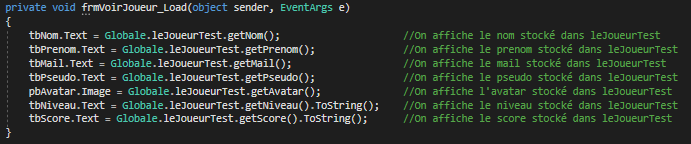 private void frmVoirJoueur_Load(object sender, EventArgs e)
{
tbNom.Text = Globale.leJoueurTest.getNom(); //On affiche le nom stocké dans leJoueurTest
tbPrenom.Text = Globale.leJoueurTest.getPrenom(); //On affiche le prenom stocké dans leJoueurTest
tbMail.Text = Globale.leJoueurTest.getMail(); //On affiche le mail stocké dans leJoueurTest
tbPseudo.Text = Globale.leJoueurTest.getPseudo(); //On affiche le pseudo stocké dans leJoueurTest
pbAvatar.Image = Globale.leJoueurTest.getAvatar(); //On affiche l'avatar stocké dans leJoueurTest
tbNiveau.Text = Globale.leJoueurTest.getNiveau().ToString(); //On affiche le niveau stocké dans leJoueurTest
tbScore.Text = Globale.leJoueurTest.getScore().ToString(); //On affiche le score stocké dans leJoueurTest
}